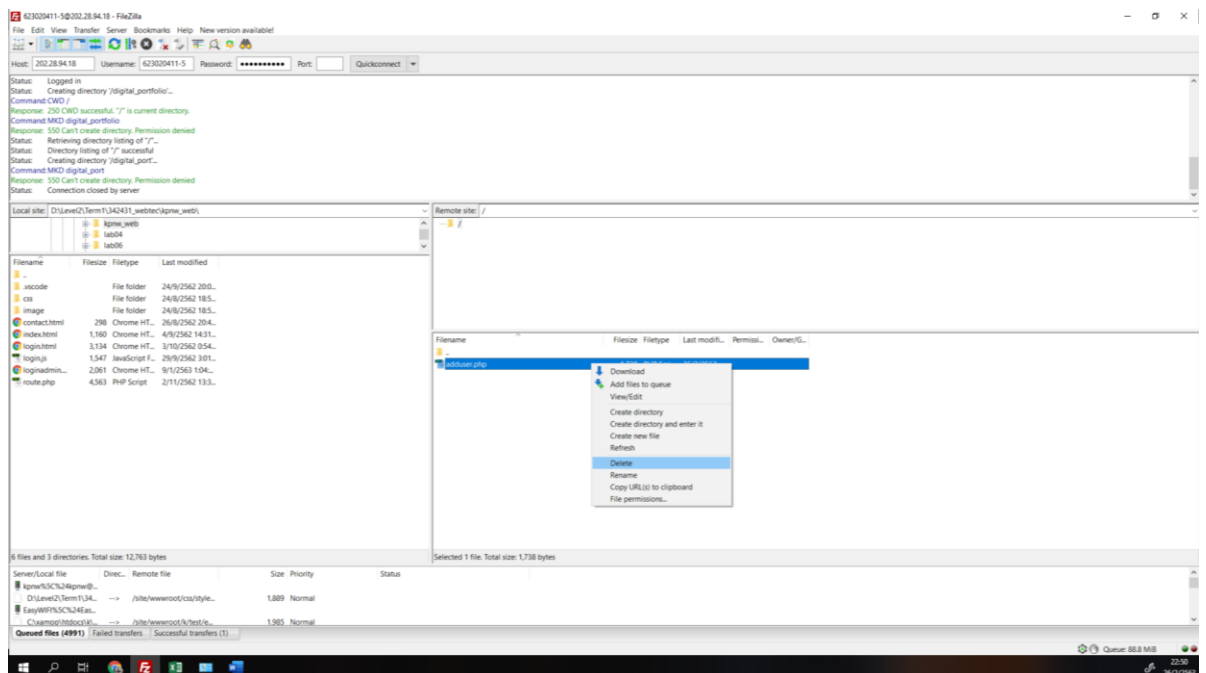 623020411-5@202.28.94.18 - FileZilla
File Edit View Transfer Server Bookmarks Help New version available!
Host: 202.28.94.18 Username: 623020411-5 Password: ●●●●●●●●●● Port: Quickconnect
Status: Logged in
Status: Creating directory '/digital_portfolio'...
Command: CWD /
Response: 250 CWD successful. "/" is current directory.
Command: MKD digital_portfolio
Response: 550 Can't create directory. Permission denied
Status: Retrieving directory listing of "/"...
Status: Directory listing of "/" successful
Status: Creating directory '/digital_port'...
Command: MKD digital_port
Response: 550 Can't create directory. Permission denied
Status: Connection closed by server
Local site: D:\Level2\Term1\342431_webtec\kpnw_web\
kpnw_web
lab04
lab06
Filename Filesize Filetype Last modified
..
.vscode File folder 24/9/2562 20:0...
css File folder 24/8/2562 18:5...
image File folder 24/8/2562 18:5...
contact.html 298 Chrome HT... 26/8/2562 20:4...
index.html 1,160 Chrome HT... 4/9/2562 14:31...
login.html 3,134 Chrome HT... 3/10/2562 0:54...
login.js 1,547 JavaScript F... 29/9/2562 3:01...
loginadmin,... 2,061 Chrome HT... 9/1/2563 1:04:...
route.php 4,563 PHP Script 2/11/2562 13:3...
6 files and 3 directories. Total size: 12,763 bytes
Remote site: /
/
Filename Filesize Filetype Last modifi... Permissi... Owner/G...
..
adduser.php
Download
Add files to queue
View/Edit
Create directory
Create directory and enter it
Create new file
Refresh
Delete
Rename
Copy URL(s) to clipboard
File permissions...
Selected 1 file. Total size: 1,738 bytes
Server/Local file Direc... Remote file Size Priority Status
kpnw%5C%24kpnw@...
D:\Level2\Term1\34... --> /site/wwwroot/css/style... 1,889 Normal
EasyWIFI%5C%24Eas...
C:\xampp\htdocs\k\... --> /site/wwwroot/k/test/e... 1,985 Normal
Queued files (4991) Failed transfers Successful transfers (1)
Queue: 88.8 MiB
22:50